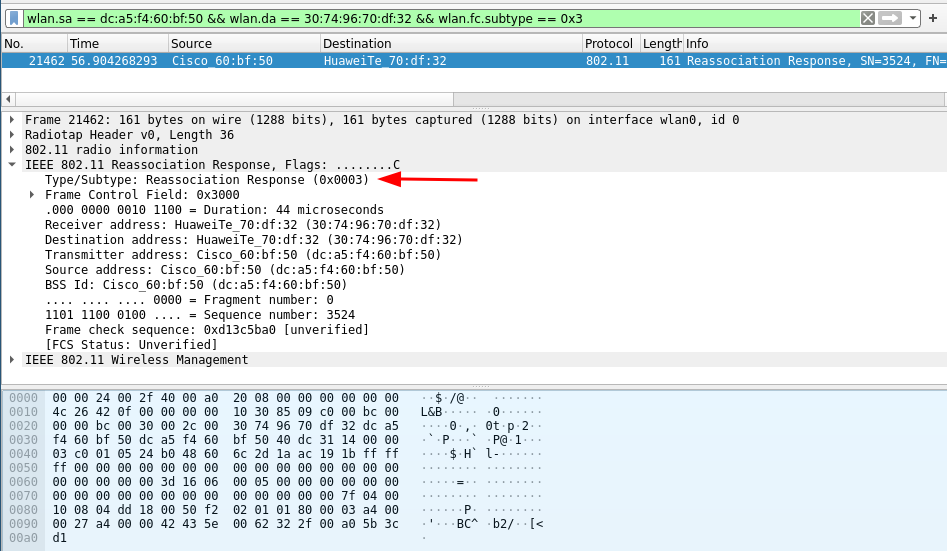 wlan.sa == dc:a5:f4:60:bf:50 && wlan.da == 30:74:96:70:df:32 && wlan.fc.subtype == 0x3
No. Time Source Destination Protocol Length Info
21462 56.904268293 Cisco_60:bf:50 HuaweiTe_70:df:32 802.11 161 Reassociation Response, SN=3524, FN=
Frame 21462: 161 bytes on wire (1288 bits), 161 bytes captured (1288 bits) on interface wlan0, id 0
Radiotap Header v0, Length 36
802.11 radio information
IEEE 802.11 Reassociation Response, Flags: ........C
Type/Subtype: Reassociation Response (0x0003)
Frame Control Field: 0x3000
.000 0000 0010 1100 = Duration: 44 microseconds
Receiver address: HuaweiTe_70:df:32 (30:74:96:70:df:32)
Destination address: HuaweiTe_70:df:32 (30:74:96:70:df:32)
Transmitter address: Cisco_60:bf:50 (dc:a5:f4:60:bf:50)
Source address: Cisco_60:bf:50 (dc:a5:f4:60:bf:50)
BSS Id: Cisco_60:bf:50 (dc:a5:f4:60:bf:50)
.... .... .... 0000 = Fragment number: 0
1101 1100 0100 .... = Sequence number: 3524
Frame check sequence: 0xd13c5ba0 [unverified]
[FCS Status: Unverified]
IEEE 802.11 Wireless Management
0000 00 00 24 00 2f 40 00 a0 20 08 00 00 00 00 00 00 ··$·/@·· ·······
0010 4c 26 42 0f 00 00 00 00 10 30 85 09 c0 00 bc 00 L&B····· ·0······
0020 00 00 bc 00 30 00 2c 00 30 74 96 70 df 32 dc a5 ····0·,· 0t·p·2··
0030 f4 60 bf 50 dc a5 f4 60 bf 50 40 dc 31 14 00 00 ·`·P···` ·P@·1···
0040 03 c0 01 05 24 b0 48 60 6c 2d 1a ac 19 1b ff ff ····$·H` l-······
0050 ff 00 00 00 00 00 00 00 00 00 00 00 00 00 00 00 ········ ········
0060 00 00 00 00 00 3d 16 06 00 05 00 00 00 00 00 00 ·····=·· ········
0070 00 00 00 00 00 00 00 00 00 00 00 00 00 7f 04 00 ········ ········
0080 10 08 04 dd 18 00 50 f2 02 01 01 80 00 03 a4 00 ······P· ········
0090 00 27 a4 00 00 42 43 5e 00 62 32 2f 00 a0 5b 3c ·'···BC^ ·b2/··[<
00a0 d1 ·